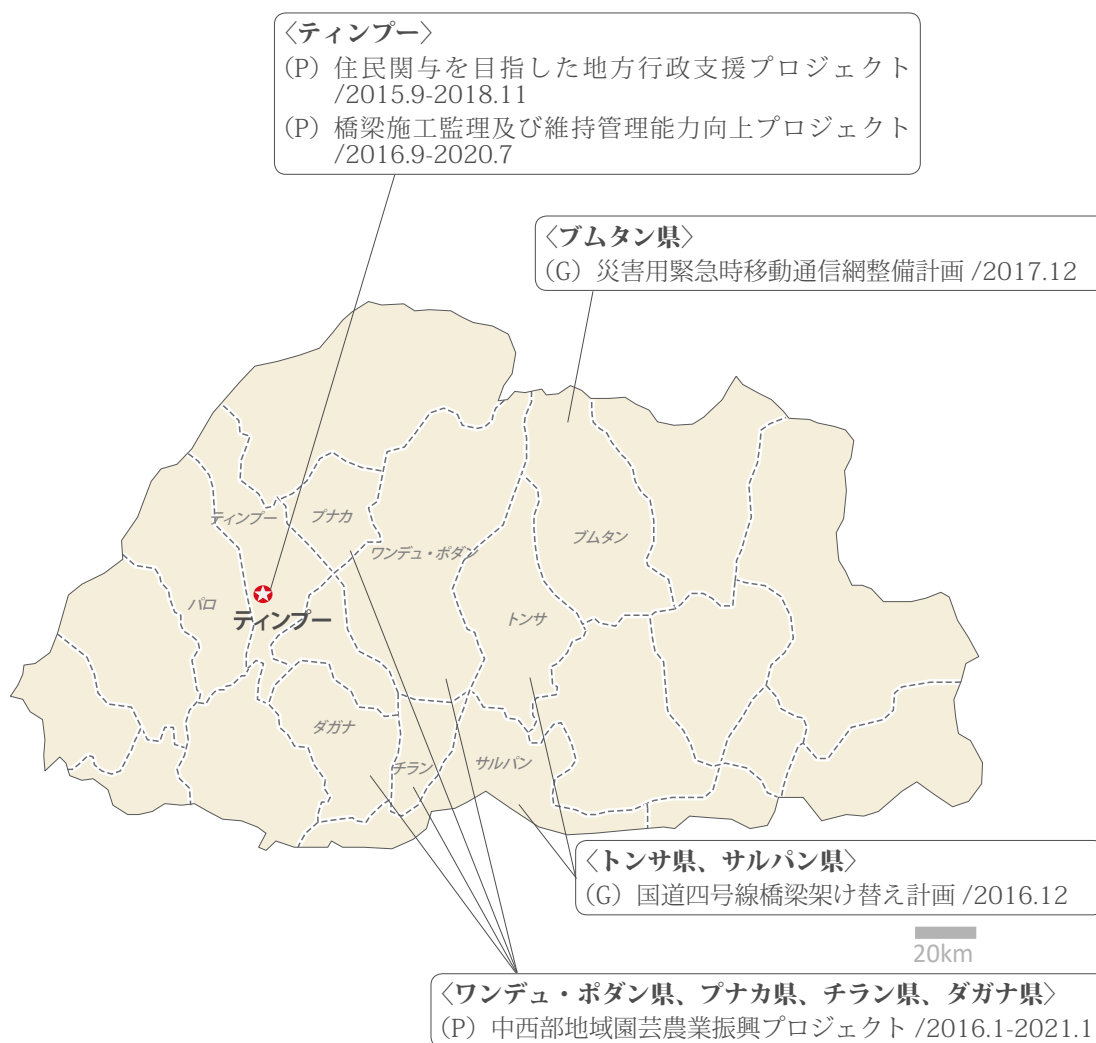 〈ティンプー〉
(P) 住民関与を目指した地方行政支援プロジェクト
/2015.9-2018.11
(P) 橋梁施工監理及び維持管理能力向上プロジェクト
/2016.9-2020.7
〈ブムタン県〉
(G) 災害用緊急時移動通信網整備計画 /2017.12
ティンプー
プナカ
ワンデュ・ポダン
ブムタン
パロ
ティンプー
トンサ
ダガナ
チラン
サルパン
〈トンサ県、サルパン県〉
(G) 国道四号線橋梁架け替え計画 /2016.12
20km
〈ワンデュ・ポダン県、プナカ県、チラン県、ダガナ県〉
(P) 中西部地域園芸農業振興プロジェクト /2016.1-2021.1